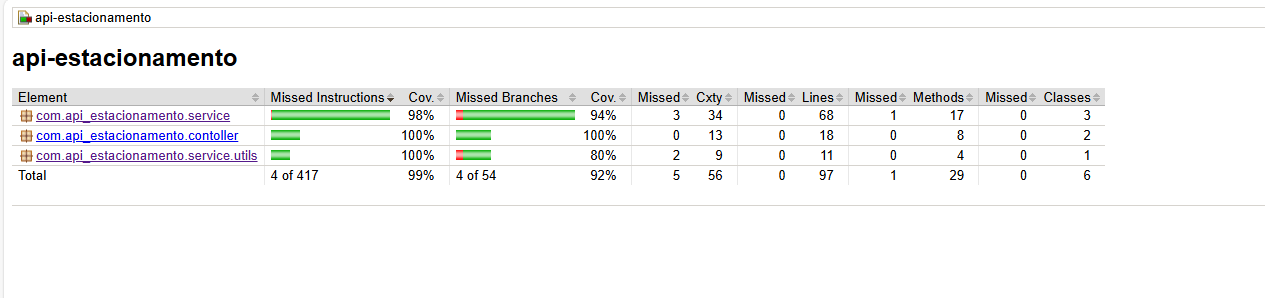 api-estacionamento
api-estacionamento
Element Missed Instructions Cov. Missed Branches Cov. Missed Cxty Missed Lines Missed Methods Missed Classes
com.api_estacionamento.service 98% 94% 3 34 0 68 1 17 0 3
com.api_estacionamento.contoller 100% 100% 0 13 0 18 0 8 0 2
com.api_estacionamento.service.utils 100% 80% 2 9 0 11 0 4 0 1
Total 4 of 417 99% 4 of 54 92% 5 56 0 97 1 29 0 6